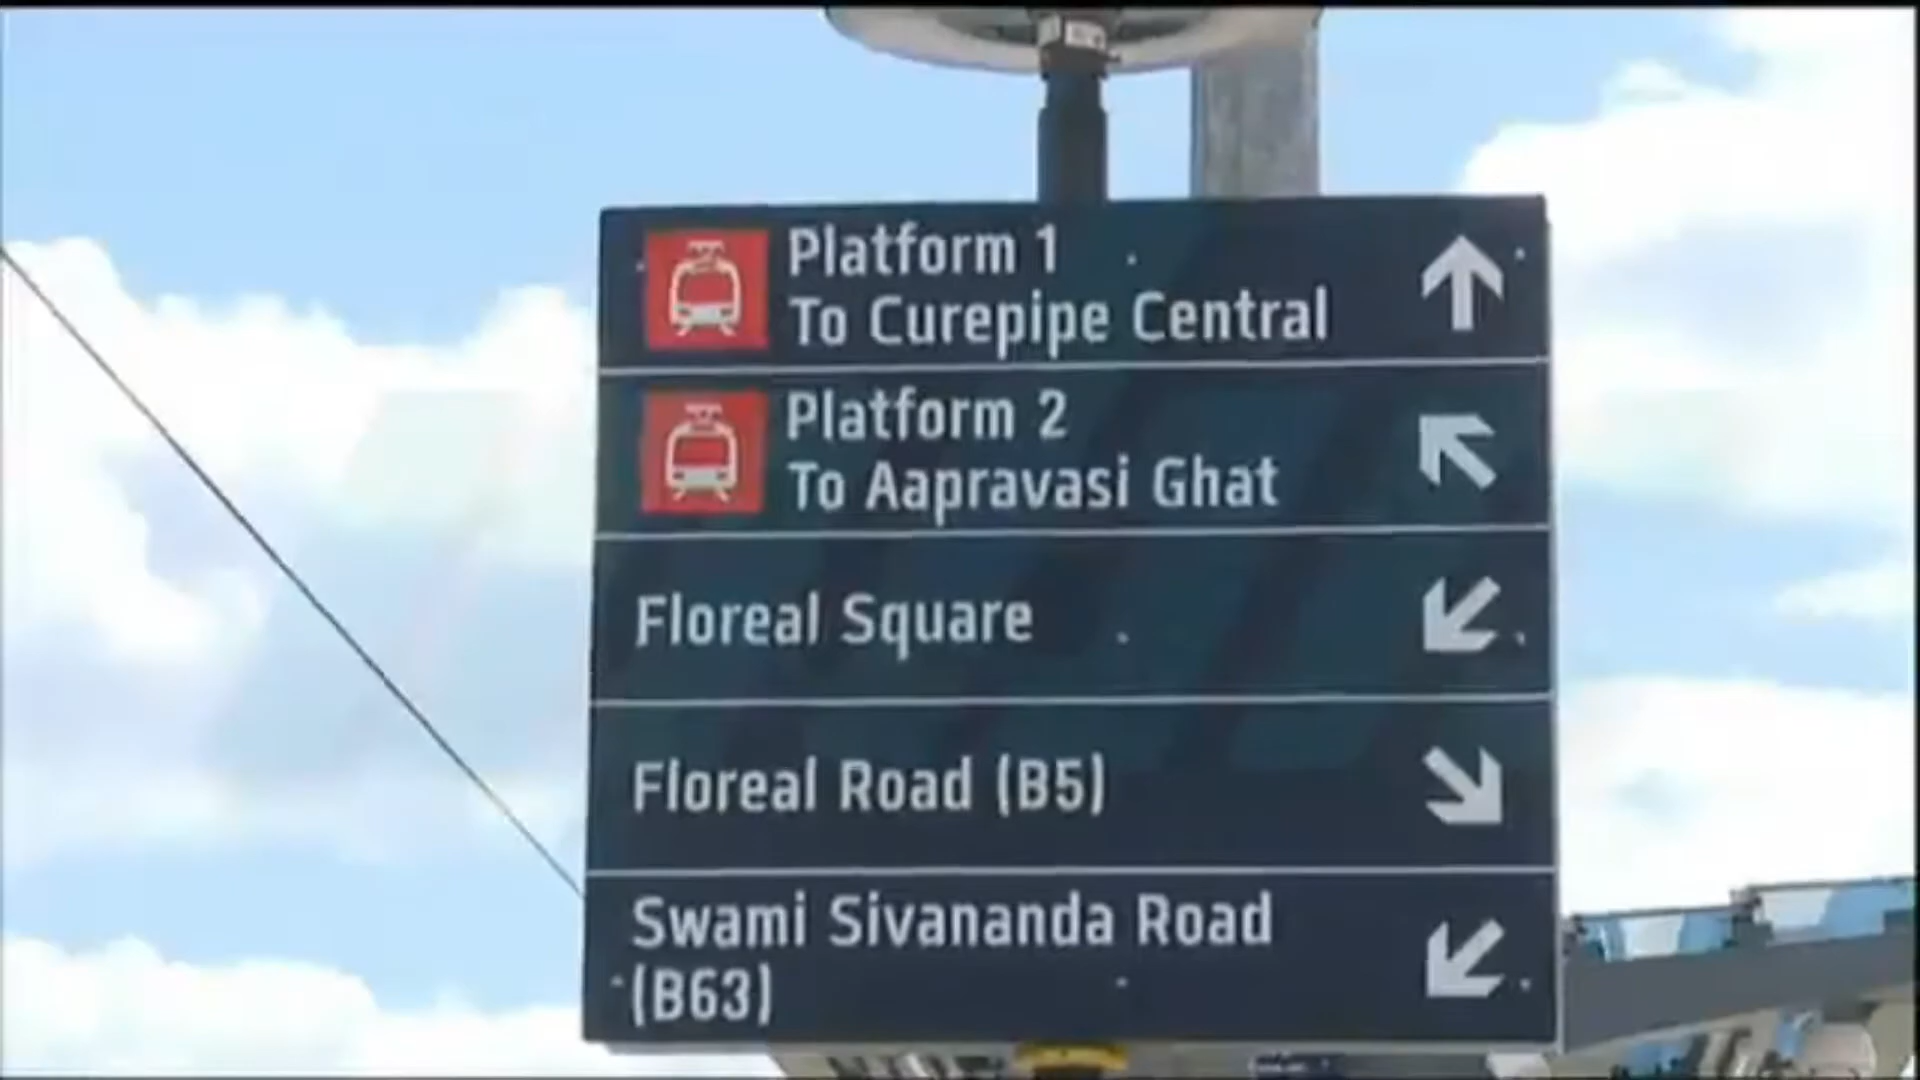 Platform 1
To Curepipe Central
Platform 2
To Aapravasi Ghat
Floreal Square
Floreal Road (B5)
Swami Sivananda Road
(B63)